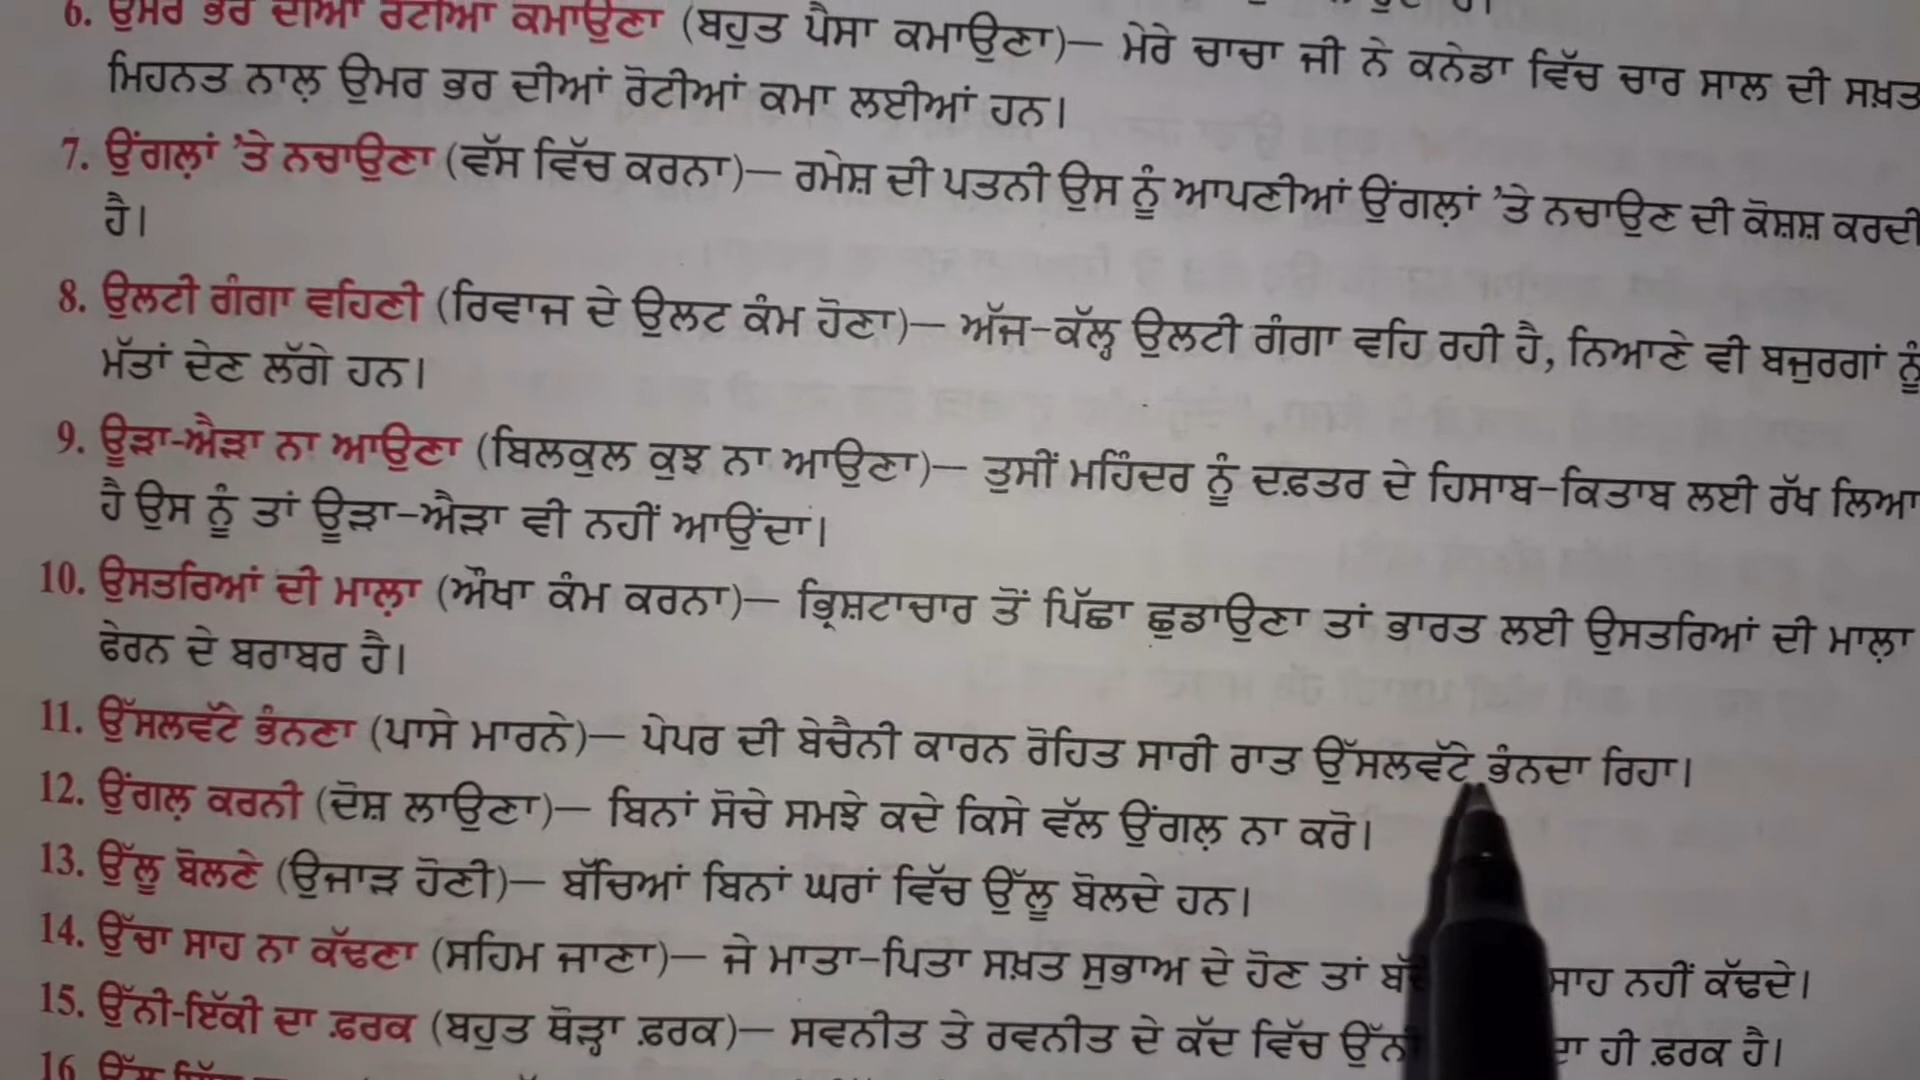 6. ਉਮਰ ਭਰ ਦੀਆਂ ਰੋਟੀਆਂ ਕਮਾਉਣਾ (ਬਹੁਤ ਪੈਸਾ ਕਮਾਉਣਾ)— ਮੇਰੇ ਚਾਚਾ ਜੀ ਨੇ ਕਨੇਡਾ ਵਿੱਚ ਚਾਰ ਸਾਲ ਦੀ ਸਖ਼ਤ
ਮਿਹਨਤ ਨਾਲ਼ ਉਮਰ ਭਰ ਦੀਆਂ ਰੋਟੀਆਂ ਕਮਾ ਲਈਆਂ ਹਨ।
7. ਉਂਗਲਾਂ 'ਤੇ ਨਚਾਉਣਾ (ਵੱਸ ਵਿੱਚ ਕਰਨਾ)— ਰਮੇਸ਼ ਦੀ ਪਤਨੀ ਉਸ ਨੂੰ ਆਪਣੀਆਂ ਉਂਗਲਾਂ 'ਤੇ ਨਚਾਉਣ ਦੀ ਕੋਸ਼ਸ਼ ਕਰਦੀ
ਹੈ।
8. ਉਲਟੀ ਗੰਗਾ ਵਹਿਣੀ (ਰਿਵਾਜ ਦੇ ਉਲਟ ਕੰਮ ਹੋਣਾ)— ਅੱਜ-ਕੱਲ੍ਹ ਉਲਟੀ ਗੰਗਾ ਵਹਿ ਰਹੀ ਹੈ, ਨਿਆਣੇ ਵੀ ਬਜ਼ੁਰਗਾਂ ਨੂੰ
ਮੱਤਾਂ ਦੇਣ ਲੱਗੇ ਹਨ।
9. ਊੜਾ-ਐੜਾ ਨਾ ਆਉਣਾ (ਬਿਲਕੁਲ ਕੁਝ ਨਾ ਆਉਣਾ)— ਤੁਸੀਂ ਮਹਿੰਦਰ ਨੂੰ ਦਫ਼ਤਰ ਦੇ ਹਿਸਾਬ-ਕਿਤਾਬ ਲਈ ਰੱਖ ਲਿਆ
ਹੈ ਉਸ ਨੂੰ ਤਾਂ ਊੜਾ-ਐੜਾ ਵੀ ਨਹੀਂ ਆਉਂਦਾ।
10. ਉਸਤਰਿਆਂ ਦੀ ਮਾਲ਼ਾ (ਔਖਾ ਕੰਮ ਕਰਨਾ)— ਭ੍ਰਿਸ਼ਟਾਚਾਰ ਤੋਂ ਪਿੱਛਾ ਛੁਡਾਉਣਾ ਤਾਂ ਭਾਰਤ ਲਈ ਉਸਤਰਿਆਂ ਦੀ ਮਾਲ਼ਾ
ਫੇਰਨ ਦੇ ਬਰਾਬਰ ਹੈ।
11. ਉੱਸਲਵੱਟੇ ਭੰਨਣਾ (ਪਾਸੇ ਮਾਰਨੇ)— ਪੇਪਰ ਦੀ ਬੇਚੈਨੀ ਕਾਰਨ ਰੋਹਿਤ ਸਾਰੀ ਰਾਤ ਉੱਸਲਵੱਟੇ ਭੰਨਦਾ ਰਿਹਾ।
12. ਉਂਗਲ਼ ਕਰਨੀ (ਦੋਸ਼ ਲਾਉਣਾ)— ਬਿਨਾਂ ਸੋਚੇ ਸਮਝੇ ਕਦੇ ਕਿਸੇ ਵੱਲ ਉਂਗਲ਼ ਨਾ ਕਰੋ।
13. ਉੱਲੂ ਬੋਲਣੇ (ਉਜਾੜ ਹੋਣੀ)— ਬੱਚਿਆਂ ਬਿਨਾਂ ਘਰਾਂ ਵਿੱਚ ਉੱਲੂ ਬੋਲਦੇ ਹਨ।
14. ਉੱਚਾ ਸਾਹ ਨਾ ਕੱਢਣਾ (ਸਹਿਮ ਜਾਣਾ)— ਜੇ ਮਾਤਾ-ਪਿਤਾ ਸਖ਼ਤ ਸੁਭਾਅ ਦੇ ਹੋਣ ਤਾਂ ਸਾਹ ਨਹੀਂ ਕੱਢਦੇ।
15. ਉੱਨੀ-ਇੱਕੀ ਦਾ ਫ਼ਰਕ (ਬਹੁਤ ਥੋੜ੍ਹਾ ਫ਼ਰਕ)— ਸਵਨੀਤ ਤੇ ਰਵਨੀਤ ਦੇ ਕੱਦ ਵਿੱਚ ਦਾ ਹੀ ਫ਼ਰਕ ਹੈ।
16